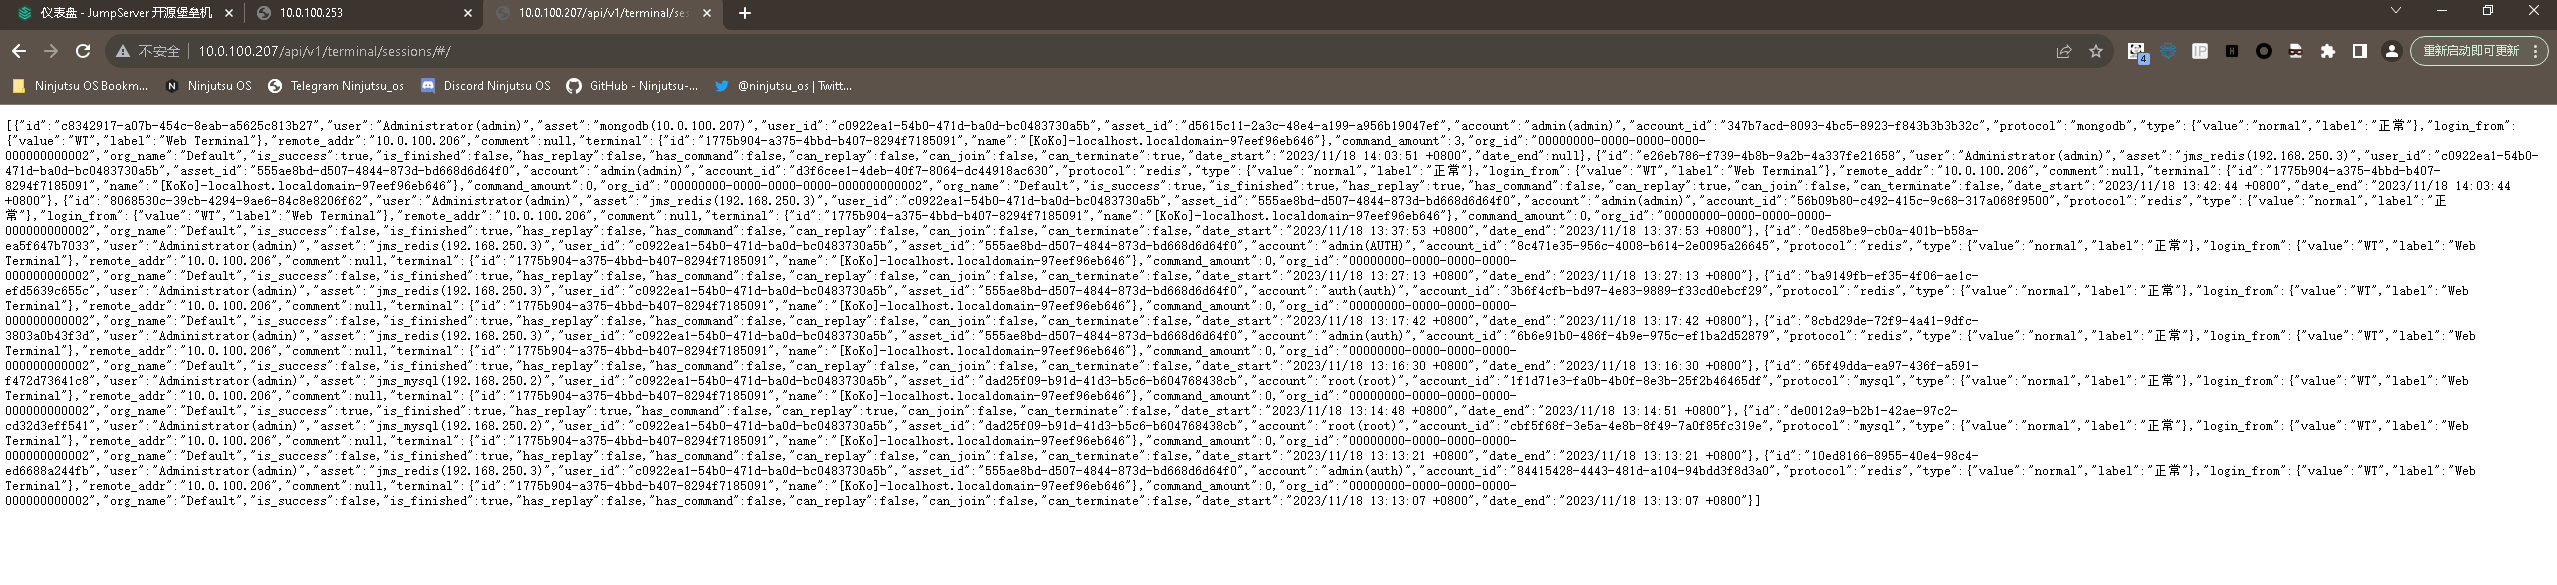 仪表盘 - JumpServer 开源堡垒机
10.0.100.253
10.0.100.207/api/v1/terminal/ses
不安全
10.0.100.207/api/v1/terminal/sessions/#/
4
重新启动即可更新
Ninjutsu OS Bookm...
Ninjutsu OS
Telegram Ninjutsu_os
Discord Ninjutsu OS
GitHub - Ninjutsu-...
@ninjutsu_os | Twitt...
[{"id":"c8342917-a07b-454c-8eab-a5625c813b27","user":"Administrator(admin)","asset":"mongodb(10.0.100.207)","user_id":"c0922ea1-54b0-471d-ba0d-bc0483730a5b","asset_id":"d5615c11-2a3c-48e4-a199-a956b19047ef","account":"admin(admin)","account_id":"347b7acd-8093-4bc5-8923-f843b3b3b32c","protocol":"mongodb","type":{"value":"normal","label":"正常"},"login_from":
{"value":"WT","label":"Web Terminal"},"remote_addr":"10.0.100.206","comment":null,"terminal":{"id":"1775b904-a375-4bbd-b407-8294f7185091","name":"[KoKo]-localhost.localdomain-97eef96eb646"},"command_amount":3,"org_id":"00000000-0000-0000-0000-
000000000002","org_name":"Default","is_success":true,"is_finished":false,"has_replay":false,"has_command":false,"can_replay":false,"can_join":false,"can_terminate":true,"date_start":"2023/11/18 14:03:51 +0800","date_end":null},{"id":"e26eb786-f739-4b8b-9a2b-4a337fe21658","user":"Administrator(admin)","asset":"jms_redis(192.168.250.3)","user_id":"c0922ea1-54b0-
471d-ba0d-bc0483730a5b","asset_id":"555ae8bd-d507-4844-873d-bd668d6d64f0","account":"admin(admin)","account_id":"d3f6cee1-4deb-40f7-8064-dc44918ac630","protocol":"redis","type":{"value":"normal","label":"正常"},"login_from":{"value":"WT","label":"Web Terminal"},"remote_addr":"10.0.100.206","comment":null,"terminal":{"id":"1775b904-a375-4bbd-b407-
8294f7185091","name":"[KoKo]-localhost.localdomain-97eef96eb646"},"command_amount":0,"org_id":"00000000-0000-0000-0000-000000000002","org_name":"Default","is_success":true,"is_finished":true,"has_replay":true,"has_command":false,"can_replay":true,"can_join":false,"can_terminate":false,"date_start":"2023/11/18 13:42:44 +0800","date_end":"2023/11/18 14:03:44
+0800"},{"id":"8068530c-39cb-4294-9ae6-84c8e8206f62","user":"Administrator(admin)","asset":"jms_redis(192.168.250.3)","user_id":"c0922ea1-54b0-471d-ba0d-bc0483730a5b","asset_id":"555ae8bd-d507-4844-873d-bd668d6d64f0","account":"admin(admin)","account_id":"56b09b80-c492-415c-9c68-317a068f9500","protocol":"redis","type":{"value":"normal","label":"正
常"},"login_from":{"value":"WT","label":"Web Terminal"},"remote_addr":"10.0.100.206","comment":null,"terminal":{"id":"1775b904-a375-4bbd-b407-8294f7185091","name":"[KoKo]-localhost.localdomain-97eef96eb646"},"command_amount":0,"org_id":"00000000-0000-0000-0000-
000000000002","org_name":"Default","is_success":false,"is_finished":true,"has_replay":false,"has_command":false,"can_replay":false,"can_join":false,"can_terminate":false,"date_start":"2023/11/18 13:37:53 +0800","date_end":"2023/11/18 13:37:53 +0800"},{"id":"0ed58be9-cb0a-401b-b58a-
ea5f647b7033","user":"Administrator(admin)","asset":"jms_redis(192.168.250.3)","user_id":"c0922ea1-54b0-471d-ba0d-bc0483730a5b","asset_id":"555ae8bd-d507-4844-873d-bd668d6d64f0","account":"admin(AUTH)","account_id":"8c471e35-956c-4008-b614-2e0095a26645","protocol":"redis","type":{"value":"normal","label":"正常"},"login_from":{"value":"WT","label":"Web
Terminal"},"remote_addr":"10.0.100.206","comment":null,"terminal":{"id":"1775b904-a375-4bbd-b407-8294f7185091","name":"[KoKo]-localhost.localdomain-97eef96eb646"},"command_amount":0,"org_id":"00000000-0000-0000-0000-
000000000002","org_name":"Default","is_success":false,"is_finished":true,"has_replay":false,"has_command":false,"can_replay":false,"can_join":false,"can_terminate":false,"date_start":"2023/11/18 13:27:13 +0800","date_end":"2023/11/18 13:27:13 +0800"},{"id":"ba9149fb-ef35-4f06-ae1c-
efd5639c655c","user":"Administrator(admin)","asset":"jms_redis(192.168.250.3)","user_id":"c0922ea1-54b0-471d-ba0d-bc0483730a5b","asset_id":"555ae8bd-d507-4844-873d-bd668d6d64f0","account":"auth(auth)","account_id":"3b6f4cfb-bd97-4e83-9889-f33cd0ebcf29","protocol":"redis","type":{"value":"normal","label":"正常"},"login_from":{"value":"WT","label":"Web
Terminal"},"remote_addr":"10.0.100.206","comment":null,"terminal":{"id":"1775b904-a375-4bbd-b407-8294f7185091","name":"[KoKo]-localhost.localdomain-97eef96eb646"},"command_amount":0,"org_id":"00000000-0000-0000-0000-
000000000002","org_name":"Default","is_success":false,"is_finished":true,"has_replay":false,"has_command":false,"can_replay":false,"can_join":false,"can_terminate":false,"date_start":"2023/11/18 13:17:42 +0800","date_end":"2023/11/18 13:17:42 +0800"},{"id":"8cbd29de-72f9-4a41-9dfc-
3803a0b43f3d","user":"Administrator(admin)","asset":"jms_redis(192.168.250.3)","user_id":"c0922ea1-54b0-471d-ba0d-bc0483730a5b","asset_id":"555ae8bd-d507-4844-873d-bd668d6d64f0","account":"admin(auth)","account_id":"6b6e91b0-486f-4b9e-975c-ef1ba2d52879","protocol":"redis","type":{"value":"normal","label":"正常"},"login_from":{"value":"WT","label":"Web
Terminal"},"remote_addr":"10.0.100.206","comment":null,"terminal":{"id":"1775b904-a375-4bbd-b407-8294f7185091","name":"[KoKo]-localhost.localdomain-97eef96eb646"},"command_amount":0,"org_id":"00000000-0000-0000-0000-
000000000002","org_name":"Default","is_success":false,"is_finished":true,"has_replay":false,"has_command":false,"can_replay":false,"can_join":false,"can_terminate":false,"date_start":"2023/11/18 13:16:30 +0800","date_end":"2023/11/18 13:16:30 +0800"},{"id":"65f49dda-ea97-436f-a591-
f472d73641c8","user":"Administrator(admin)","asset":"jms_mysql(192.168.250.2)","user_id":"c0922ea1-54b0-471d-ba0d-bc0483730a5b","asset_id":"dad25f09-b91d-41d3-b5c6-b604768438cb","account":"root(root)","account_id":"1f1d71e3-fa0b-4b0f-8e3b-25f2b46465df","protocol":"mysql","type":{"value":"normal","label":"正常"},"login_from":{"value":"WT","label":"Web
Terminal"},"remote_addr":"10.0.100.206","comment":null,"terminal":{"id":"1775b904-a375-4bbd-b407-8294f7185091","name":"[KoKo]-localhost.localdomain-97eef96eb646"},"command_amount":0,"org_id":"00000000-0000-0000-0000-
000000000002","org_name":"Default","is_success":true,"is_finished":true,"has_replay":true,"has_command":false,"can_replay":true,"can_join":false,"can_terminate":false,"date_start":"2023/11/18 13:14:48 +0800","date_end":"2023/11/18 13:14:51 +0800"},{"id":"de0012a9-b2b1-42ae-97c2-
cd32d3eff541","user":"Administrator(admin)","asset":"jms_mysql(192.168.250.2)","user_id":"c0922ea1-54b0-471d-ba0d-bc0483730a5b","asset_id":"dad25f09-b91d-41d3-b5c6-b604768438cb","account":"root(root)","account_id":"cbf5f68f-3e5a-4e8b-8f49-7a0f85fc319e","protocol":"mysql","type":{"value":"normal","label":"正常"},"login_from":{"value":"WT","label":"Web
Terminal"},"remote_addr":"10.0.100.206","comment":null,"terminal":{"id":"1775b904-a375-4bbd-b407-8294f7185091","name":"[KoKo]-localhost.localdomain-97eef96eb646"},"command_amount":0,"org_id":"00000000-0000-0000-0000-
000000000002","org_name":"Default","is_success":false,"is_finished":true,"has_replay":false,"has_command":false,"can_replay":false,"can_join":false,"can_terminate":false,"date_start":"2023/11/18 13:13:21 +0800","date_end":"2023/11/18 13:13:21 +0800"},{"id":"10ed8166-8955-40e4-98c4-
ed6688a244fb","user":"Administrator(admin)","asset":"jms_redis(192.168.250.3)","user_id":"c0922ea1-54b0-471d-ba0d-bc0483730a5b","asset_id":"555ae8bd-d507-4844-873d-bd668d6d64f0","account":"admin(auth)","account_id":"84415428-4443-481d-a104-94bdd3f8d3a0","protocol":"redis","type":{"value":"normal","label":"正常"},"login_from":{"value":"WT","label":"Web
Terminal"},"remote_addr":"10.0.100.206","comment":null,"terminal":{"id":"1775b904-a375-4bbd-b407-8294f7185091","name":"[KoKo]-localhost.localdomain-97eef96eb646"},"command_amount":0,"org_id":"00000000-0000-0000-0000-
000000000002","org_name":"Default","is_success":false,"is_finished":true,"has_replay":false,"has_command":false,"can_replay":false,"can_join":false,"can_terminate":false,"date_start":"2023/11/18 13:13:07 +0800","date_end":"2023/11/18 13:13:07 +0800"}]